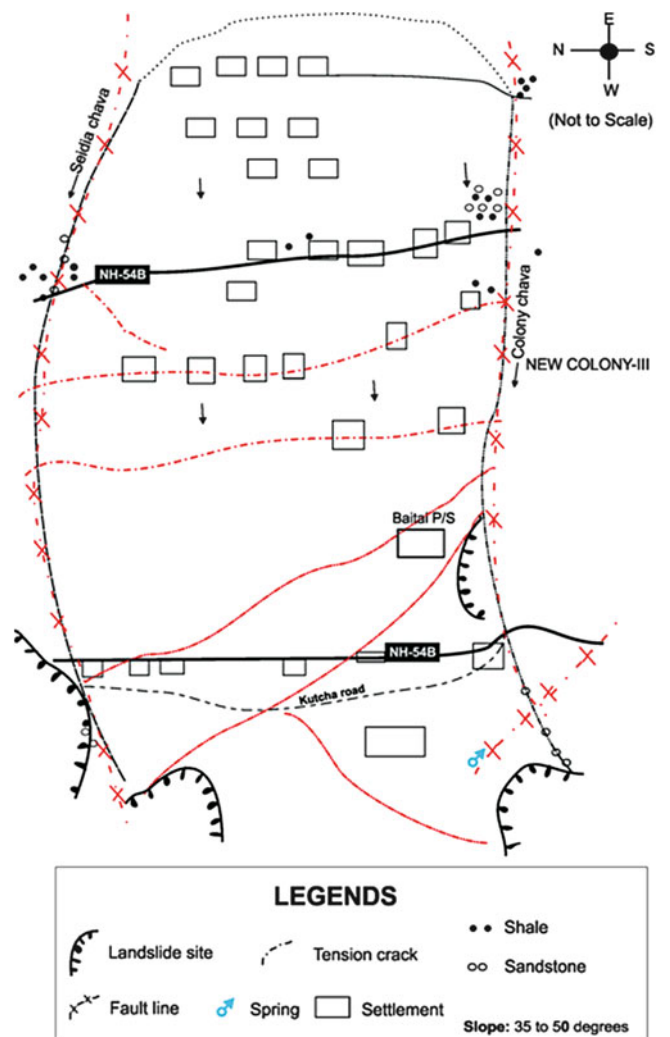 E
N S
W
(Not to Scale)
Seidia chava
NH-54B
Colony chava
NEW COLONY-III
Baital P/S
NH-54B
Kutcha road
LEGENDS
Landslide site
Tension crack
Shale
Sandstone
Fault line
Spring
Settlement
Slope: 35 to 50 degrees